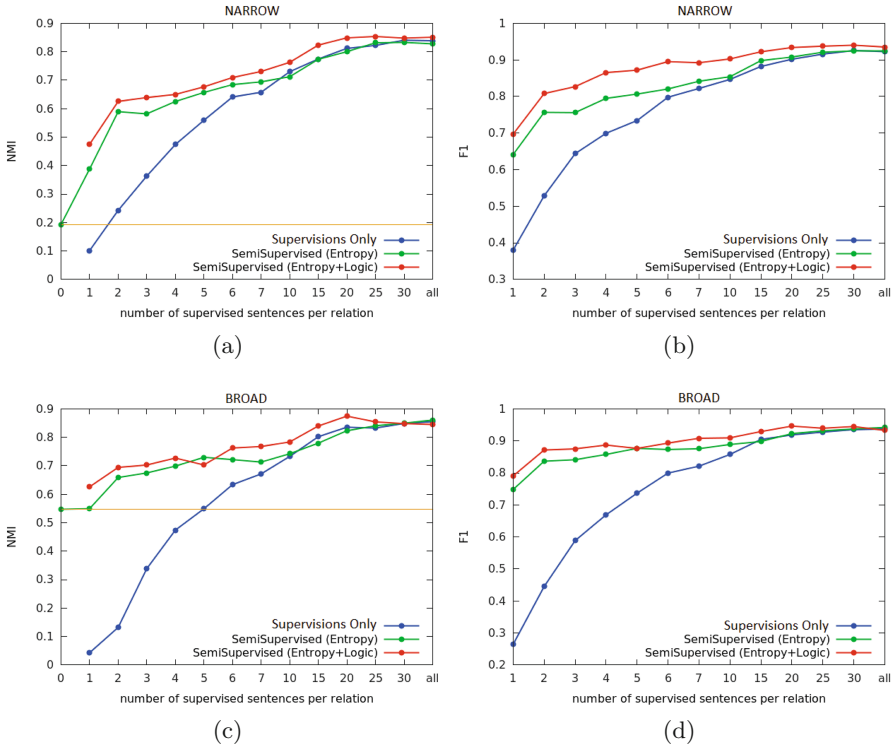 NARROW
0.9
0.8
0.7
0.6
0.5
0.4
0.3
0.2
0.1
0
NMI
Supervisions Only
SemiSupervised (Entropy)
SemiSupervised (Entropy+Logic)
0 1 2 3 4 5 6 7 10 15 20 25 30 all
number of supervised sentences per relation
(a)
NARROW
1
0.9
0.8
0.7
0.6
0.5
0.4
0.3
F1
Supervisions Only
SemiSupervised (Entropy)
SemiSupervised (Entropy+Logic)
1 2 3 4 5 6 7 10 15 20 25 30 all
number of supervised sentences per relation
(b)
BROAD
0.9
0.8
0.7
0.6
0.5
0.4
0.3
0.2
0.1
0
NMI
Supervisions Only
SemiSupervised (Entropy)
SemiSupervised (Entropy+Logic)
0 1 2 3 4 5 6 7 10 15 20 25 30 all
number of supervised sentences per relation
(c)
BROAD
1
0.9
0.8
0.7
0.6
0.5
0.4
0.3
0.2
F1
Supervisions Only
SemiSupervised (Entropy)
SemiSupervised (Entropy+Logic)
1 2 3 4 5 6 7 10 15 20 25 30 all
number of supervised sentences per relation
(d)